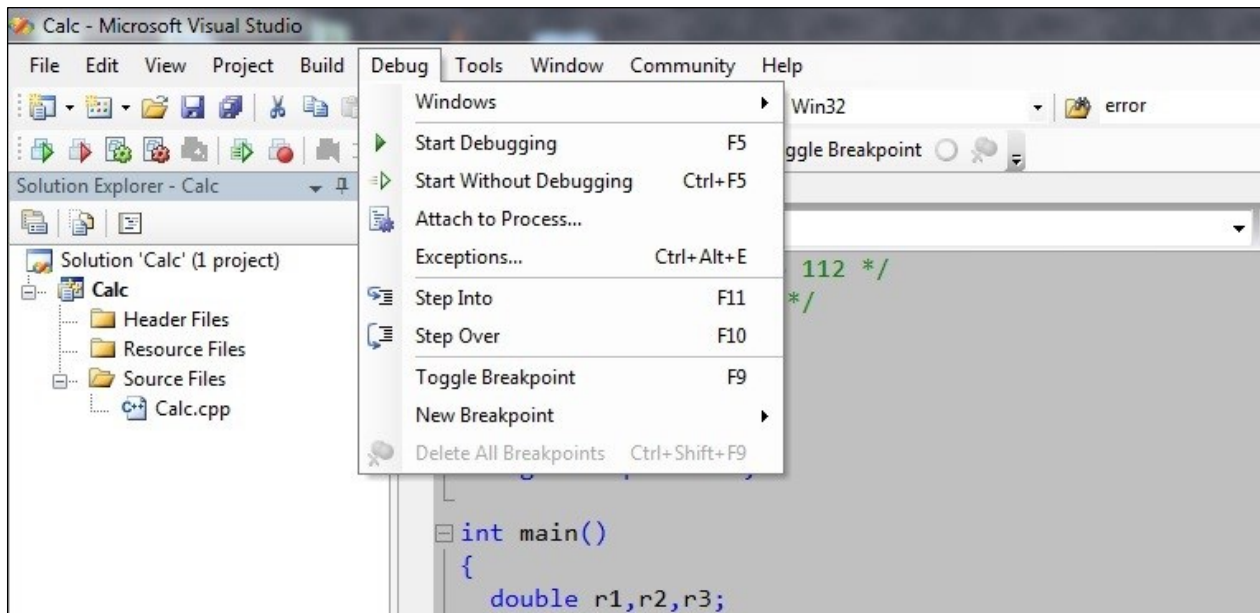 Calc - Microsoft Visual Studio
File Edit View Project Build Debug Tools Window Community Help
Windows
Win32
error
Start Debugging F5
ggle Breakpoint
Start Without Debugging Ctrl+F5
Solution Explorer - Calc
Attach to Process...
Exceptions... Ctrl+Alt+E
Solution 'Calc' (1 project)
112 */
Calc
Step Into F11
*/
Header Files
Step Over F10
Resource Files
Toggle Breakpoint F9
Source Files
New Breakpoint
Calc.cpp
Delete All Breakpoints Ctrl+Shift+F9
int main()
{
double r1,r2,r3;